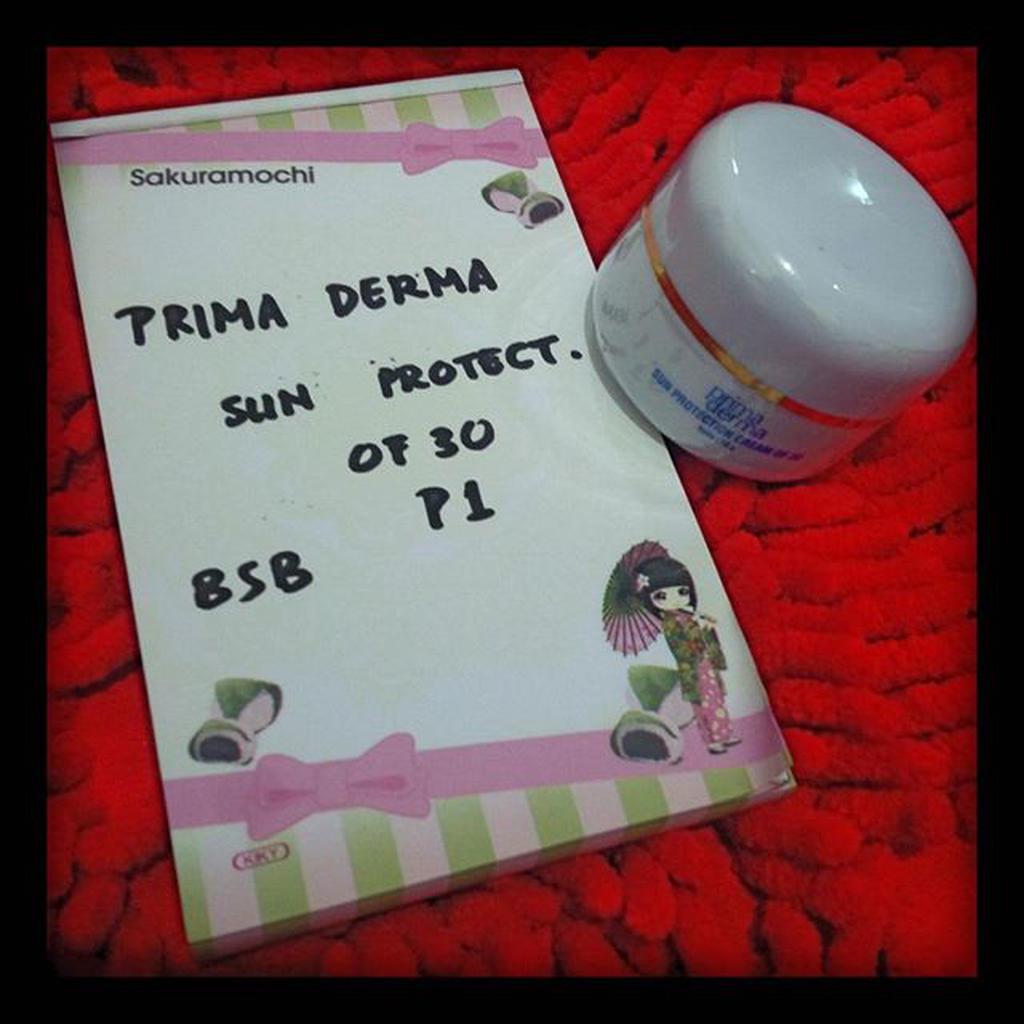 Sakuramochi
PRIMA DERMA
SUN PROTECT.
OF 30
P1
BSB
KIKY
prima
derma
SUN PROTECTION CREAM OF 30